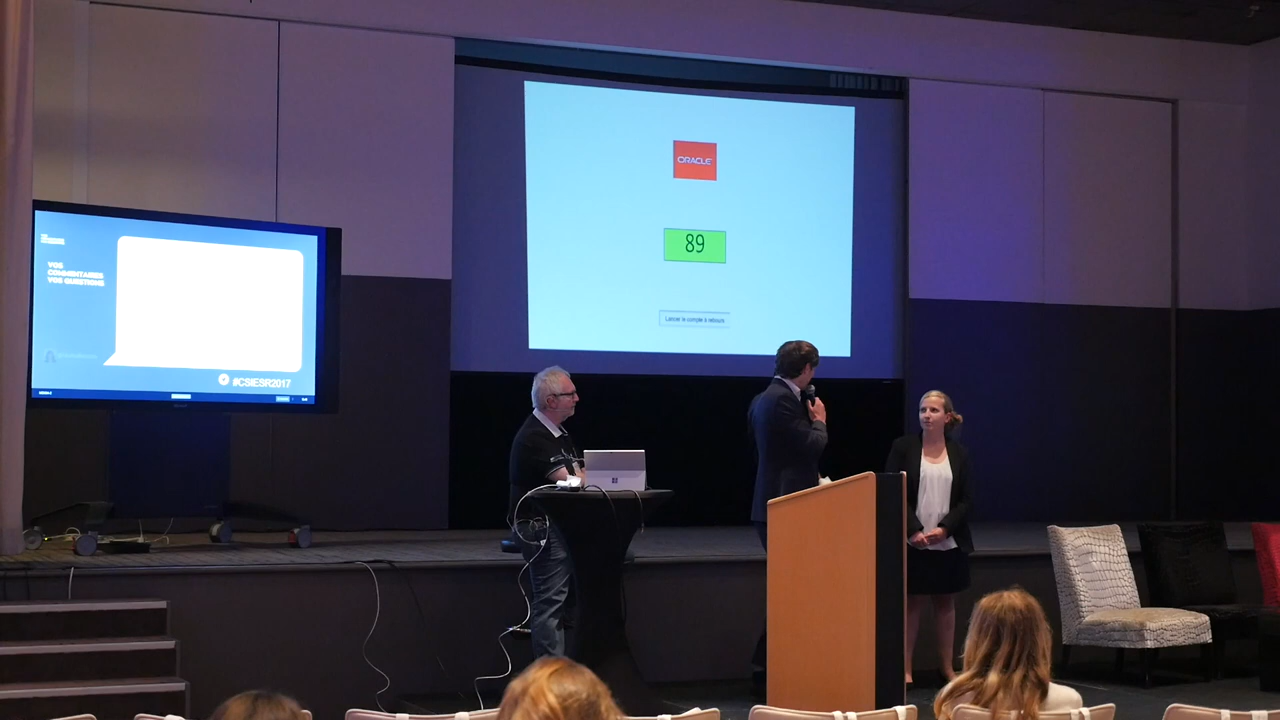 VOS
COMMENTAIRES
VOS QUESTIONS
#CSIESR2017
ORACLE
89
Lancer le compte à rebours